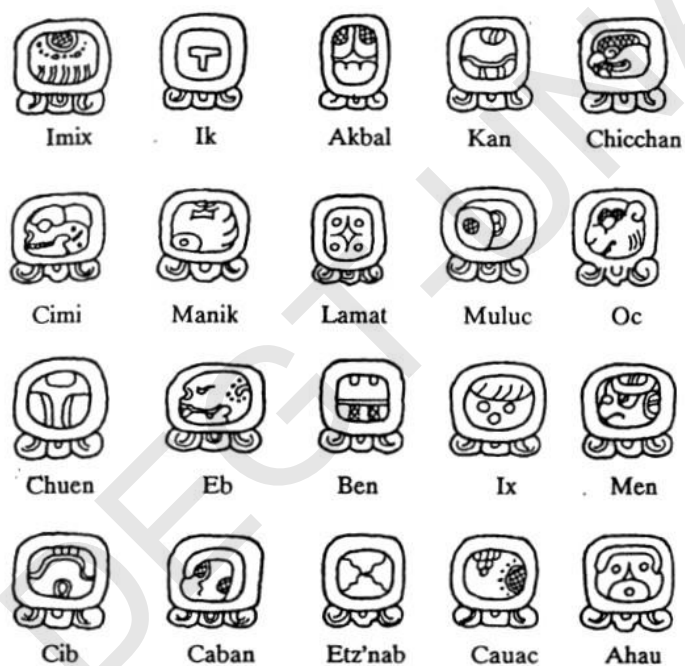 Imix Ik Akbal Kan Chicchan
Cimi Manik Lamat Muluc Oc
Chuen Eb Ben Ix Men
Cib Caban Etz'nab Cauac Ahau